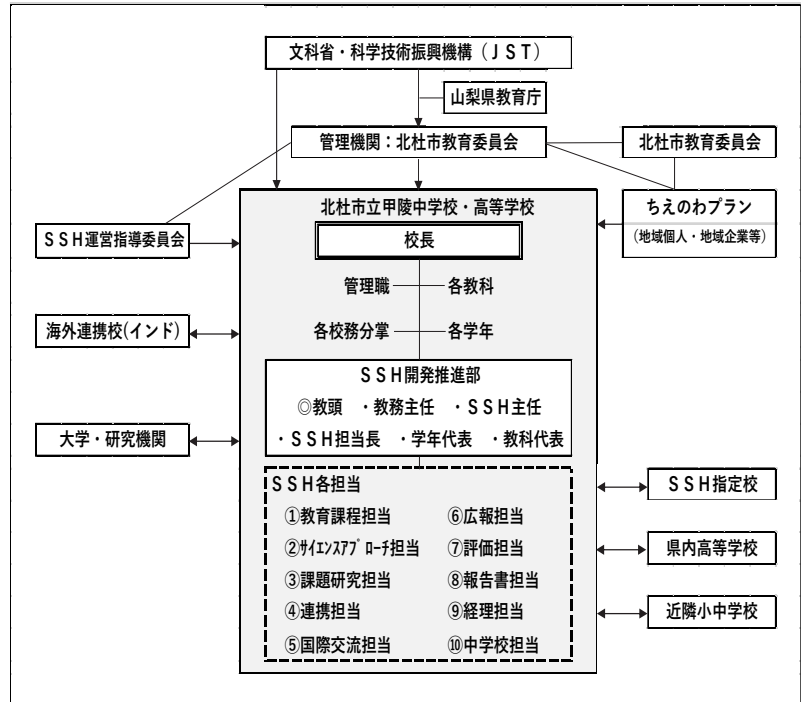 文科省・科学技術振興機構（ＪＳＴ）
山梨県教育庁
管理機関：北杜市教育委員会
北杜市教育委員会
北杜市立甲陵中学校・高等学校
ちえのわプラン
（地域個人・地域企業等）
ＳＳＨ運営指導委員会
校長
管理職
各教科
海外連携校(インド)
各校務分掌
各学年
ＳＳＨ開発推進部
◎教頭　・教務主任　・ＳＳＨ主任
・ＳＳＨ担当長　・学年代表　・教科代表
大学・研究機関
ＳＳＨ各担当
①教育課程担当
②ｻｲｴﾝｽｱﾌﾟﾛｰﾁ担当
③課題研究担当
④連携担当
⑤国際交流担当
⑥広報担当
⑦評価担当
⑧報告書担当
⑨経理担当
⑩中学校担当
ＳＳＨ指定校
県内高等学校
近隣小中学校